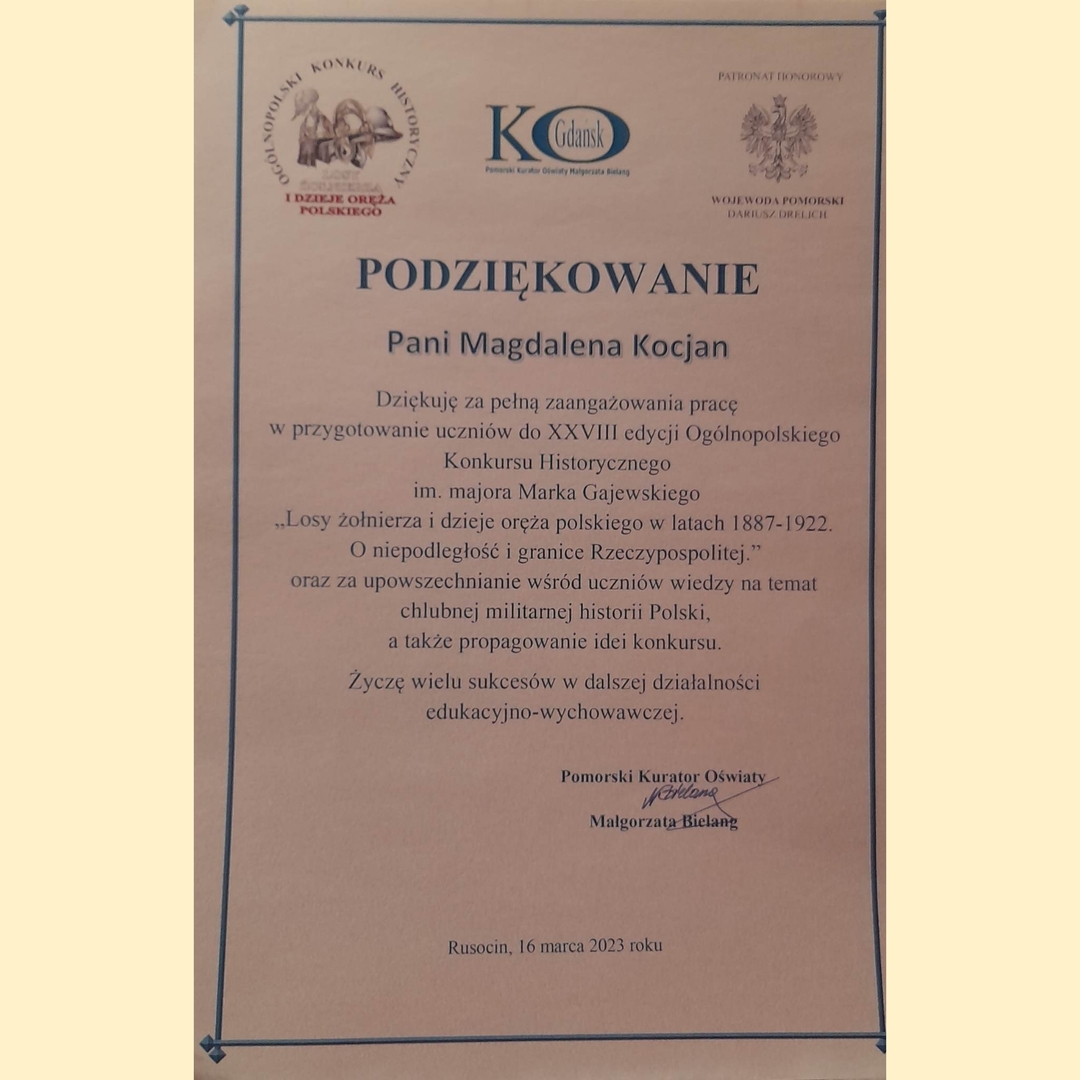 OGÓLNOPOLSKI KONKURS HISTORYCZNY
LOSY
ŻOŁNIERZA
I DZIEJE ORĘŻA
POLSKIEGO
KO Gdańsk
Pomorski Kurator Oświaty Małgorzata Bielang
PATRONAT HONOROWY
WOJEWODA POMORSKI
DARIUSZ DRELICH
PODZIĘKOWANIE
Pani Magdalena Kocjan
Dziękuję za pełną zaangażowania pracę
w przygotowanie uczniów do XXVIII edycji Ogólnopolskiego
Konkursu Historycznego
im. majora Marka Gajewskiego
„Losy żołnierza i dzieje oręża polskiego w latach 1887-1922.
O niepodległość i granice Rzeczypospolitej.”
oraz za upowszechnianie wśród uczniów wiedzy na temat
chlubnej militarnej historii Polski,
a także propagowanie idei konkursu.
Życzę wielu sukcesów w dalszej działalności
edukacyjno-wychowawczej.
Pomorski Kurator Oświaty
Małgorzata Bielang
Rusocin, 16 marca 2023 roku